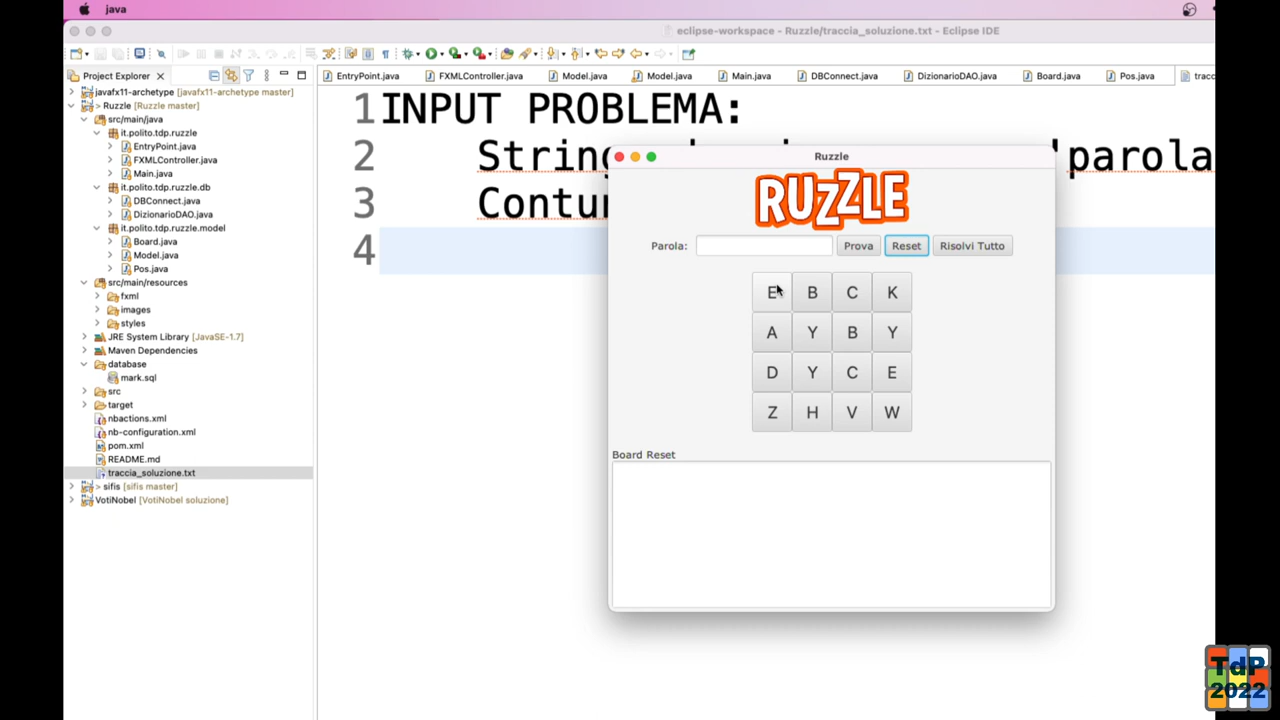 java
eclipse-workspace - Ruzzle/traccia_soluzione.txt - Eclipse IDE
Project Explorer
EntryPoint.java
FXMLController.java
Model.java
Model.java
Main.java
DBConnect.java
DizionarioDAO.java
Board.java
Pos.java
tracc
javafx11-archetype [javafx11-archetype master]
> Ruzzle [Ruzzle master]
src/main/java
it.polito.tdp.ruzzle
EntryPoint.java
FXMLController.java
Main.java
it.polito.tdp.ruzzle.db
DBConnect.java
DizionarioDAO.java
it.polito.tdp.ruzzle.model
Board.java
Model.java
Pos.java
src/main/resources
fxml
images
styles
JRE System Library [JavaSE-1.7]
Maven Dependencies
database
mark.sql
src
target
nbactions.xml
nb-configuration.xml
pom.xml
README.md
traccia_soluzione.txt
> sifis [sifis master]
VotiNobel [VotiNobel soluzione]
1 INPUT PROBLEMA:
2 String 'parola
3 Contu
4
Ruzzle
RUZZLE
Parola: Prova Reset Risolvi Tutto
E B C K
A Y B Y
D Y C E
Z H V W
Board Reset
TdP
2022